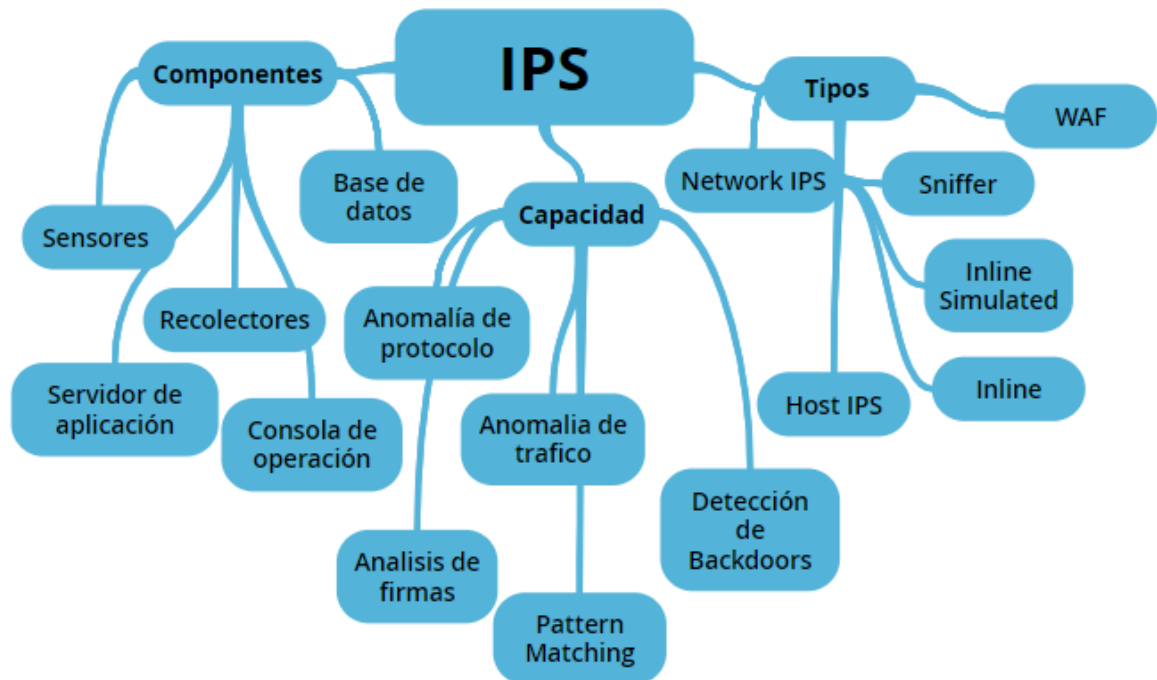 IPS
Componentes
Sensores
Servidor de
aplicación
Recolectores
Consola de
operación
Base de
datos
Capacidad
Anomalía de
protocolo
Analisis de
firmas
Anomalia de
trafico
Pattern
Matching
Detección
de
Backdoors
Tipos
Network IPS
Sniffer
Inline
Simulated
Inline
Host IPS
WAF